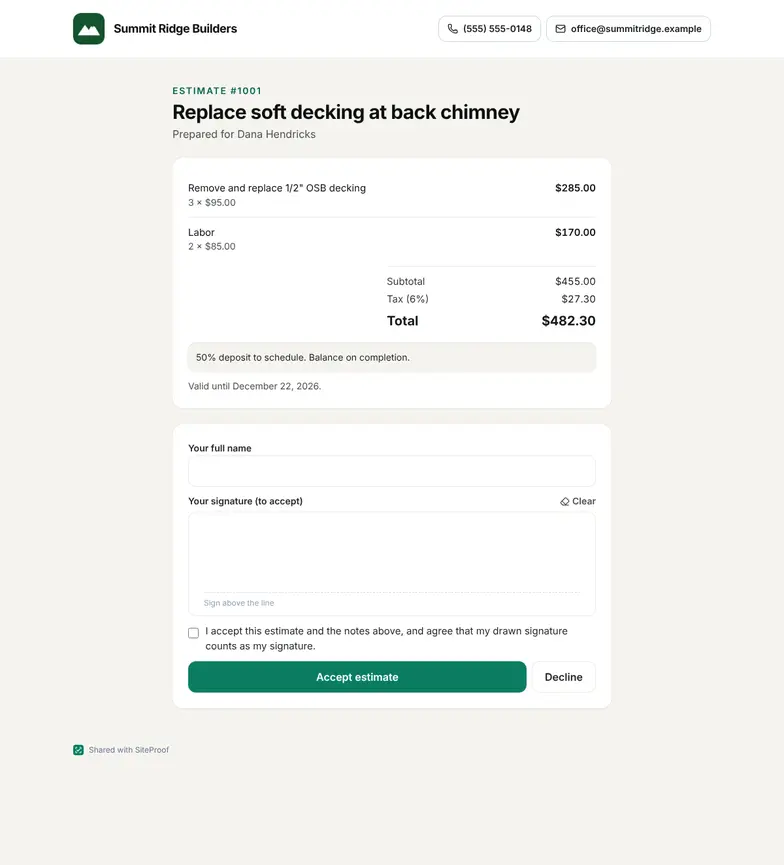 Summit Ridge Builders
(555) 555-0148
office@summitridge.example
ESTIMATE #1001
Replace soft decking at back chimney
Prepared for Dana Hendricks
Remove and replace 1/2" OSB decking $285.00
3 × $95.00
Labor $170.00
2 × $85.00
Subtotal $455.00
Tax (6%) $27.30
Total $482.30
50% deposit to schedule. Balance on completion.
Valid until December 22, 2026.
Your full name
Your signature (to accept) Clear
Sign above the line
I accept this estimate and the notes above, and agree that my drawn signature
counts as my signature.
Accept estimate Decline
Shared with SiteProof